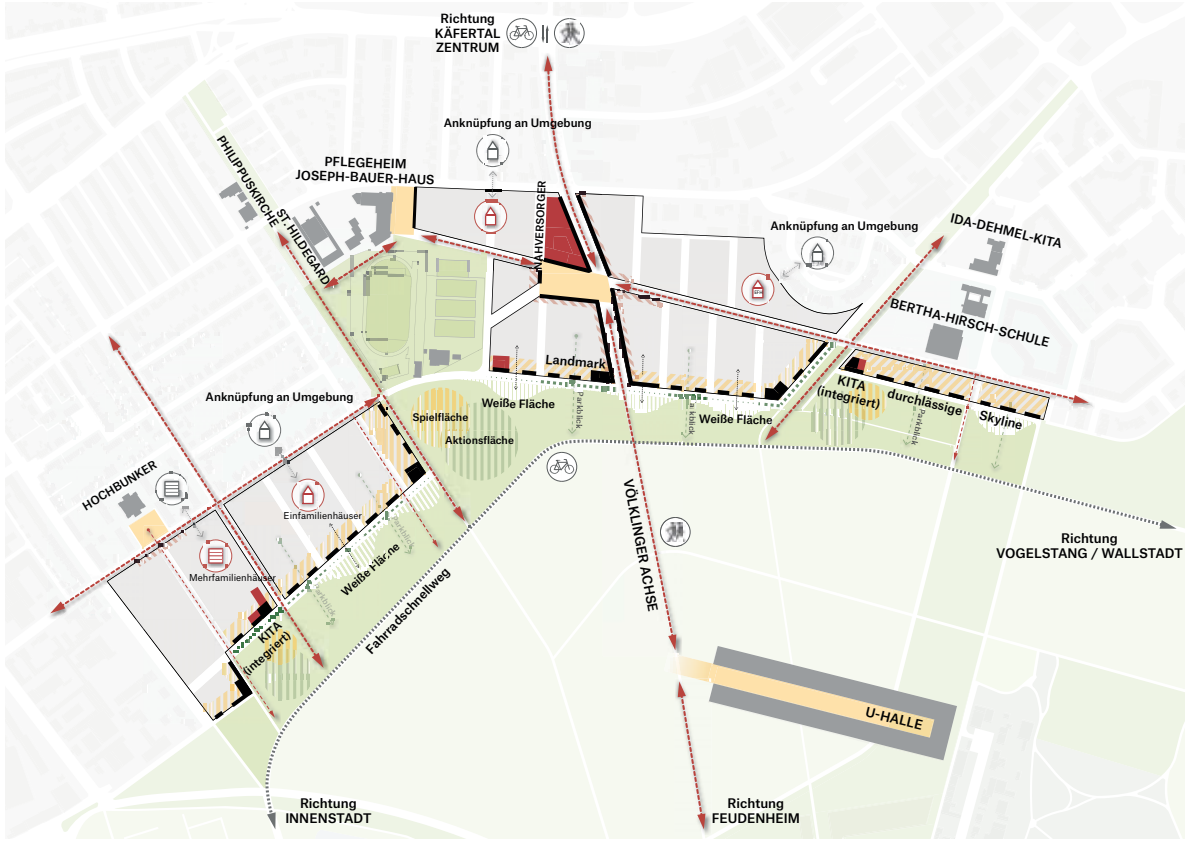 Richtung
KÄFERTAL
ZENTRUM
Anknüpfung an Umgebung
PHILIPPUSKIRCHE
ST. HILDEGARD
PFLEGEHEIM
JOSEPH-BAUER-HAUS
NAHVERSORGER
Anknüpfung an Umgebung
IDA-DEHMEL-KITA
BERTHA-HIRSCH-SCHULE
Landmark
KITA
(integriert)
durchlässige
Skyline
Parkblick
Weiße Fläche
Parkblick
Parkblick
Weiße Fläche
Anknüpfung an Umgebung
Spielfläche
Aktionsfläche
HOCHBUNKER
Einfamilienhäuser
Mehrfamilienhäuser
Parkblick
Weiße Fläche
Parkblick
KITA
(integriert)
Fahrradschnellweg
VÖLKLINGER ACHSE
Richtung
VOGELSTANG / WALLSTADT
U-HALLE
Richtung
INNENSTADT
Richtung
FEUDENHEIM